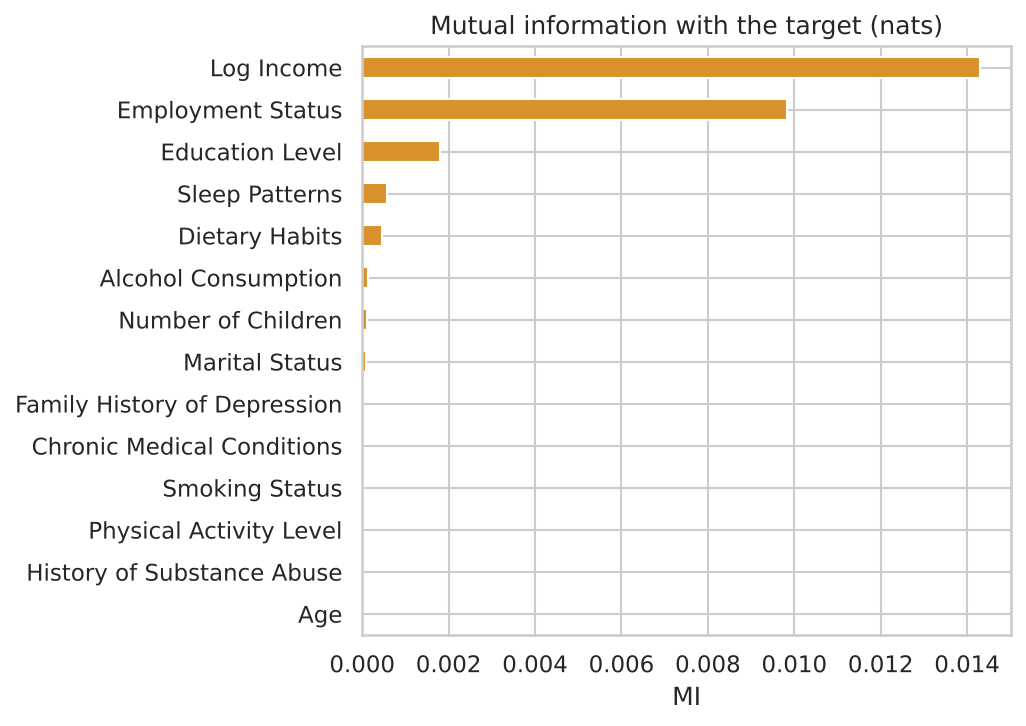 Mutual information with the target (nats)
Log Income
Employment Status
Education Level
Sleep Patterns
Dietary Habits
Alcohol Consumption
Number of Children
Marital Status
Family History of Depression
Chronic Medical Conditions
Smoking Status
Physical Activity Level
History of Substance Abuse
Age
0.000 0.002 0.004 0.006 0.008 0.010 0.012 0.014
MI